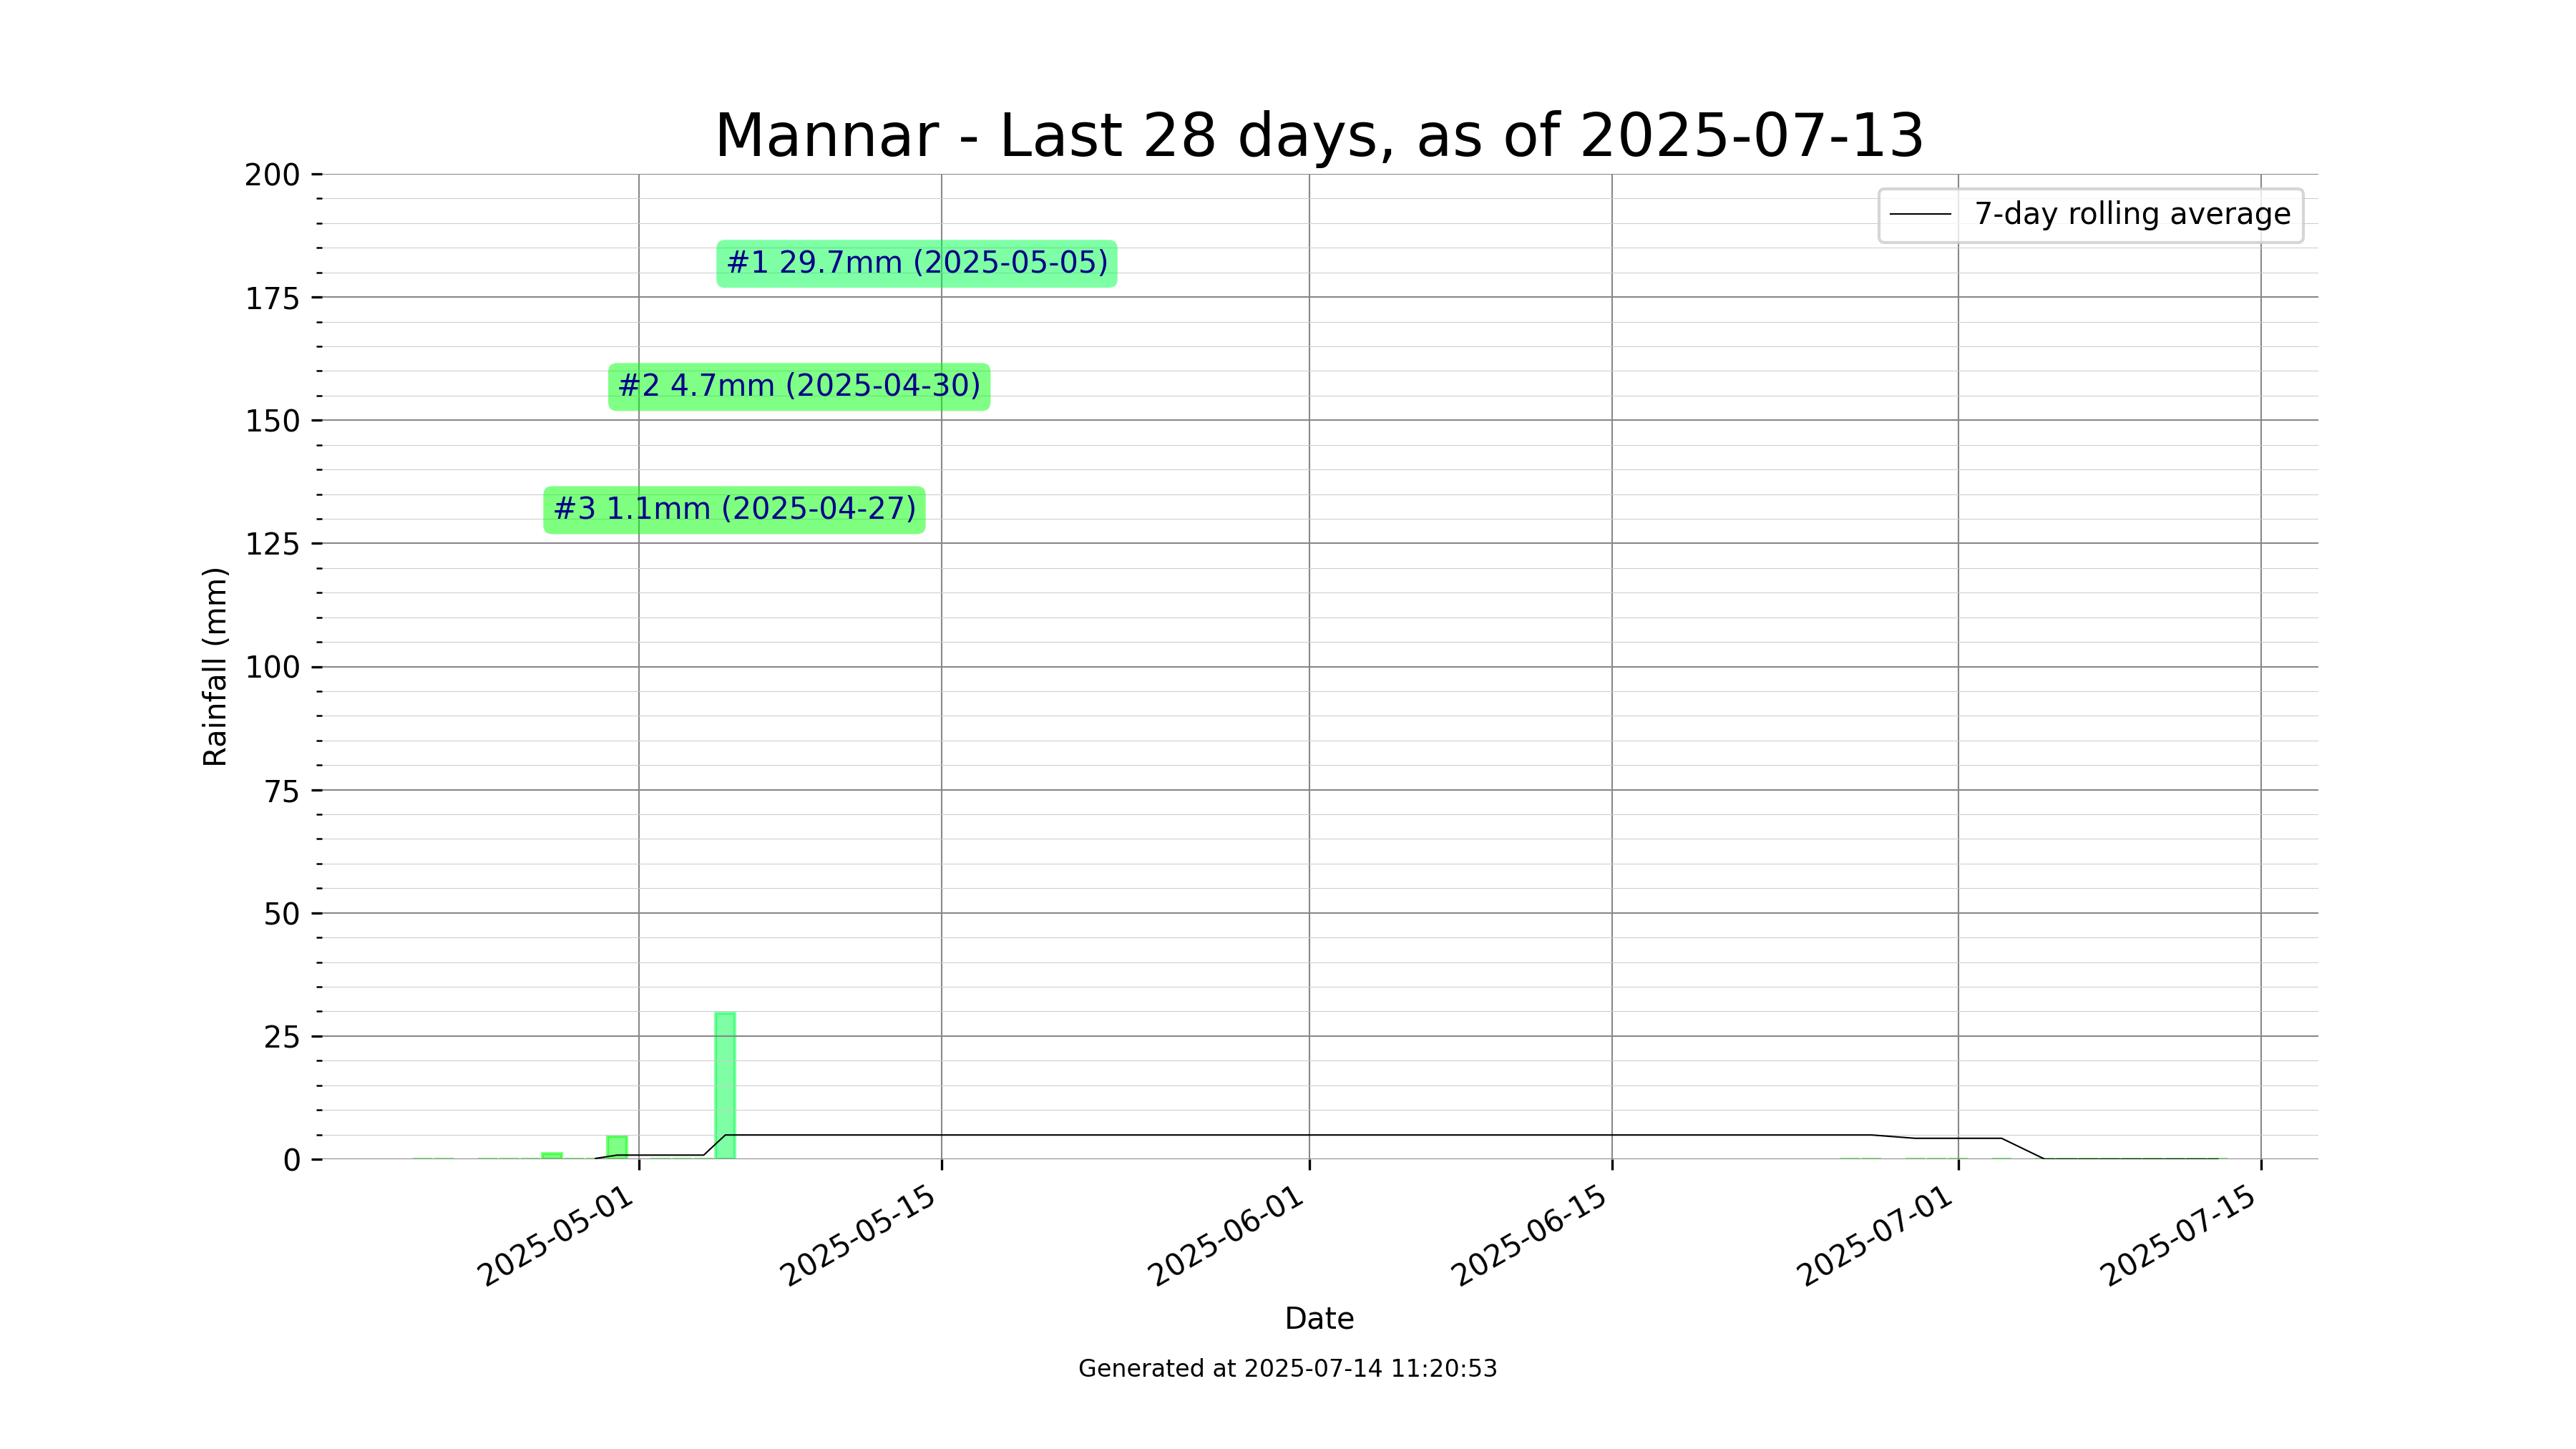 Mannar - Last 28 days, as of 2025-07-13
7-day rolling average
#1 29.7mm (2025-05-05)
#2 4.7mm (2025-04-30)
#3 1.1mm (2025-04-27)
Rainfall (mm)
200
175
150
125
100
75
50
25
0
2025-05-01
2025-05-15
2025-06-01
2025-06-15
2025-07-01
2025-07-15
Date
Generated at 2025-07-14 11:20:53